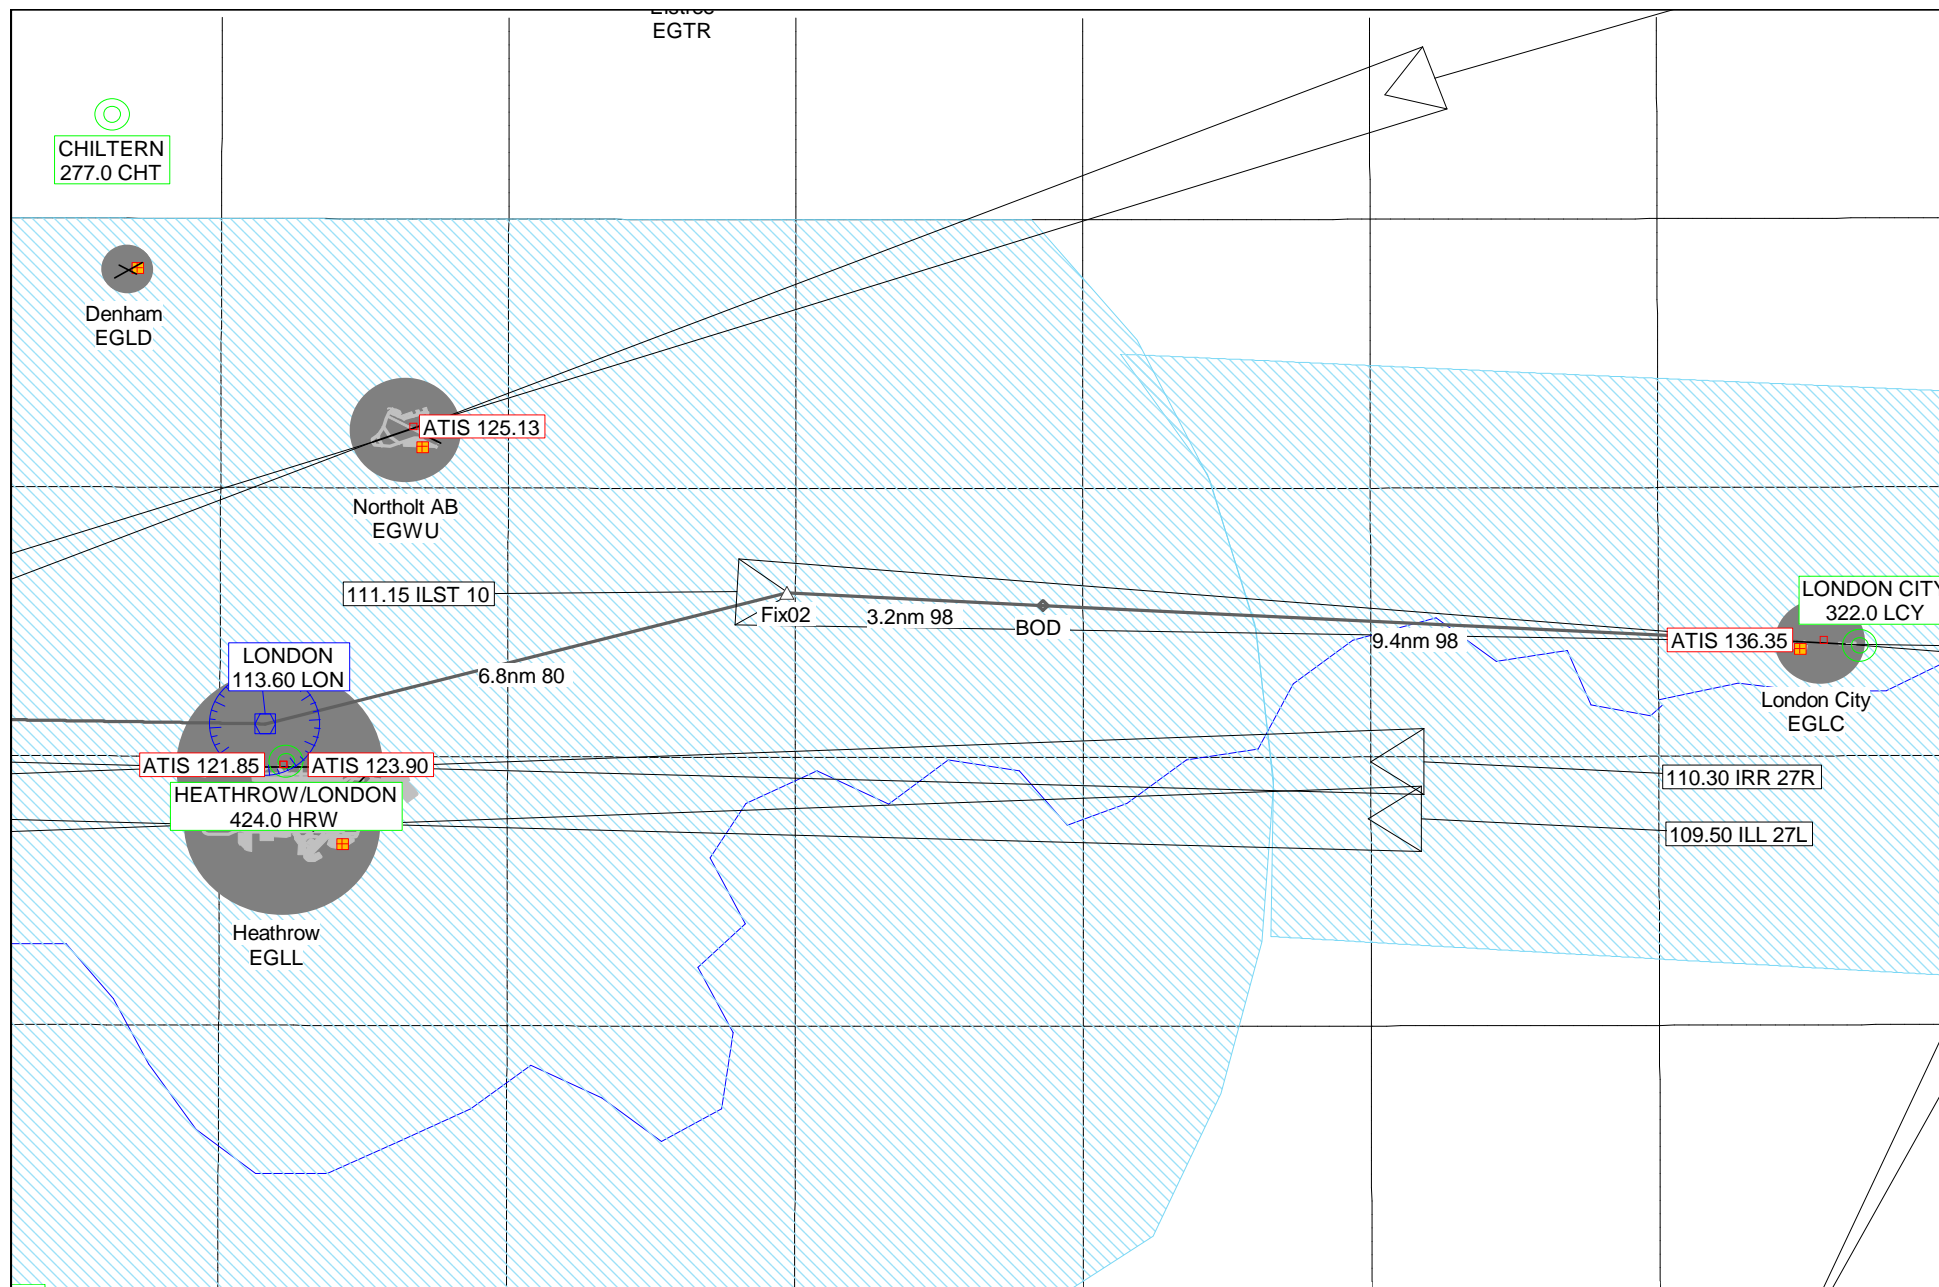 EGTR
CHILTERN
277.0 CHT
Denham
EGLD
ATIS 125.13
Northolt AB
EGWU
111.15 ILST 10
Fix02
3.2nm 98
BOD
9.4nm 98
LONDON CITY
322.0 LCY
ATIS 136.35
London City
EGLC
LONDON
113.60 LON
6.8nm 80
ATIS 121.85
ATIS 123.90
HEATHROW/LONDON
424.0 HRW
110.30 IRR 27R
109.50 ILL 27L
Heathrow
EGLL